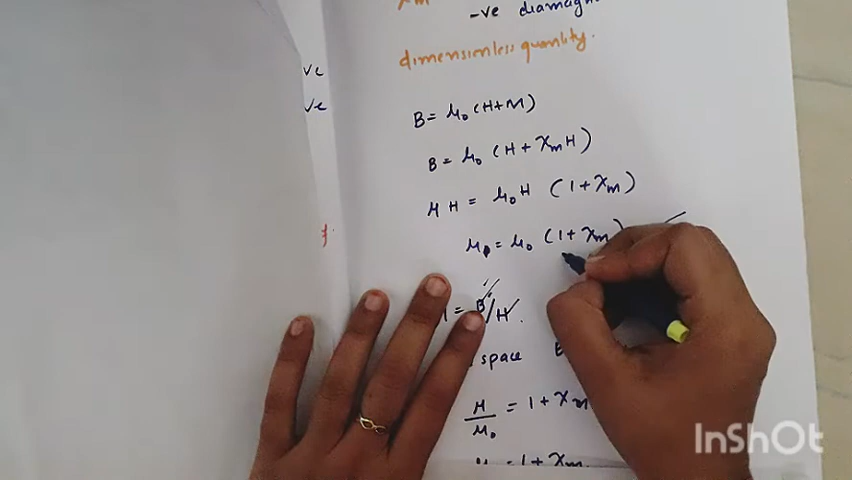 -ve diamagn
dimensionless quantity.
ve
ve
B = μ₀ (H+M)
B = μ₀ (H + χₘH)
μ H = μ₀ H (1 + χₘ)
μ = μ₀ (1 + χₘ)
= B/H.
space B
μ/μ₀ = 1 + χₘ
= 1 + χₘ.
InShOt